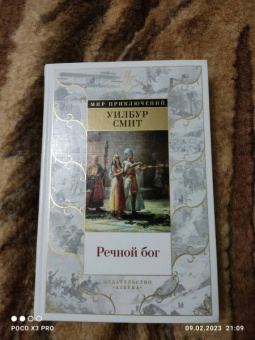 МИР ПРИКЛЮЧЕНИЙ
УИЛБУР
СМИТ
Речной бог
ИЗДАТЕЛЬСТВО
«АЗБУКА»
POCO X3 PRO
09.02.2023 21:09